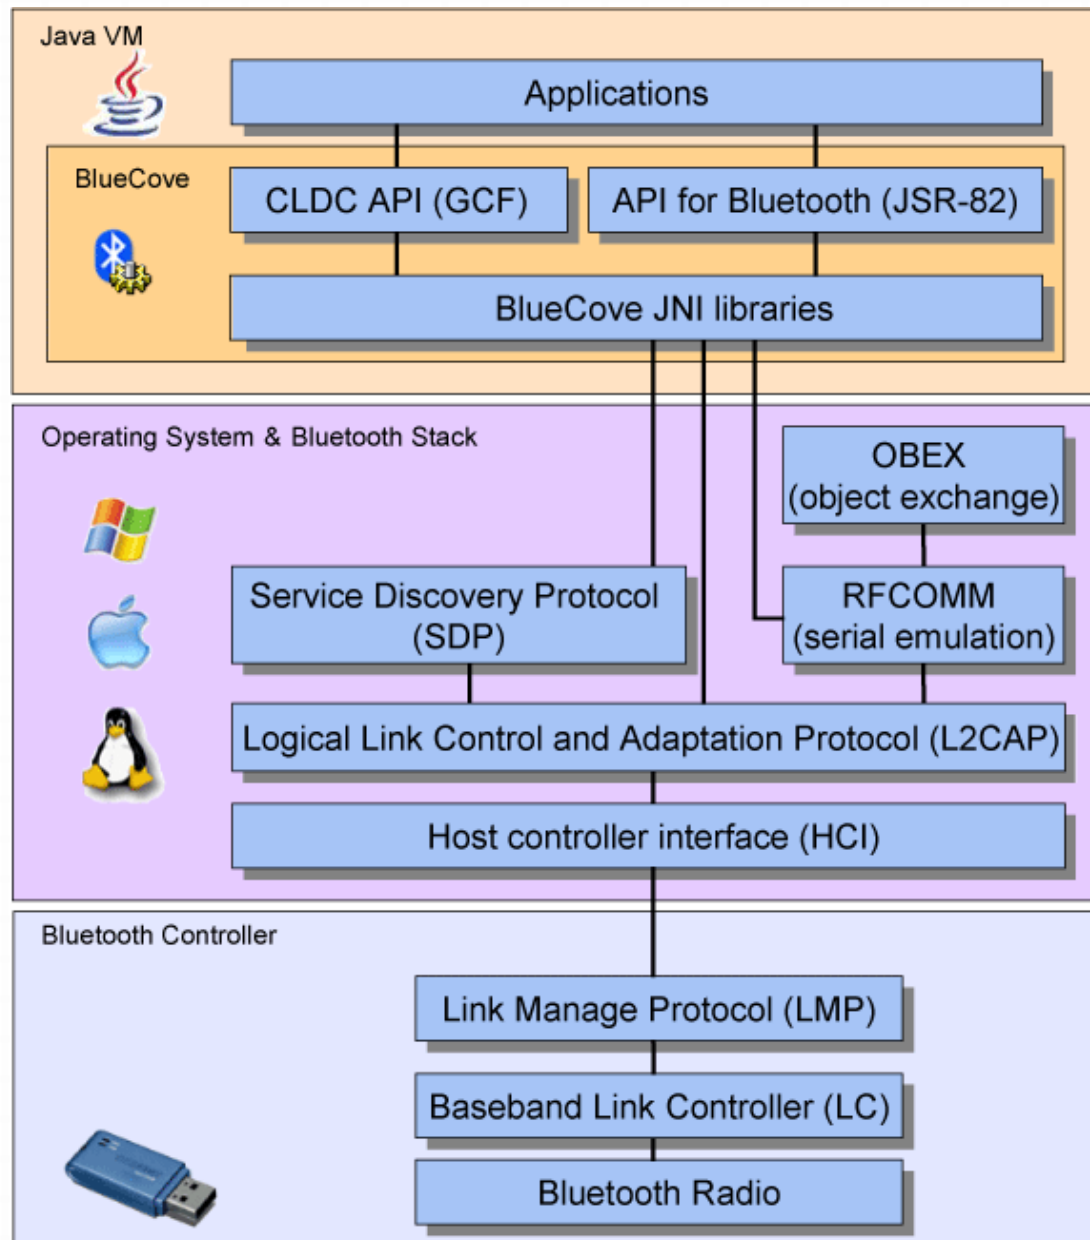 Java VM
Applications
BlueCove
CLDC API (GCF)
API for Bluetooth (JSR-82)
BlueCove JNI libraries
Operating System & Bluetooth Stack
OBEX
(object exchange)
Service Discovery Protocol
(SDP)
RFCOMM
(serial emulation)
Logical Link Control and Adaptation Protocol (L2CAP)
Host controller interface (HCI)
Bluetooth Controller
Link Manage Protocol (LMP)
Baseband Link Controller (LC)
Bluetooth Radio